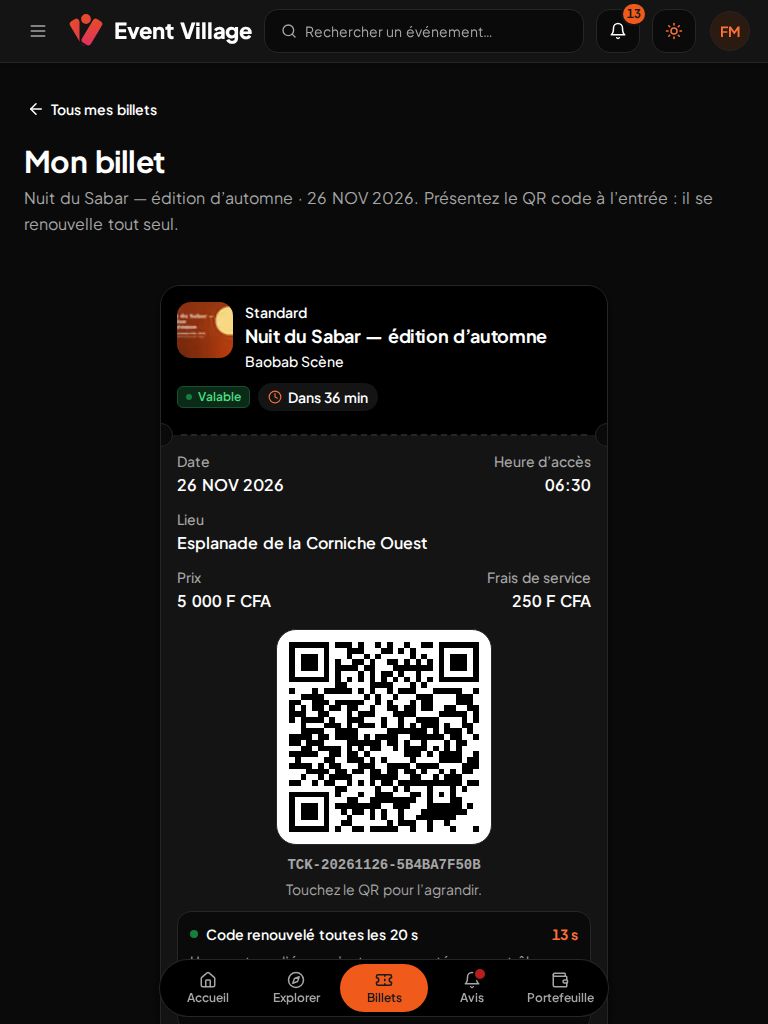 Event Village
Rechercher un événement…
13
FM
Tous mes billets
Mon billet
Nuit du Sabar — édition d’automne · 26 NOV 2026. Présentez le QR code à l’entrée : il se
renouvelle tout seul.
Standard
Nuit du Sabar — édition d’automne
Baobab Scène
Valable
Dans 36 min
Date
Heure d’accès
26 NOV 2026
06:30
Lieu
Esplanade de la Corniche Ouest
Prix
Frais de service
5 000 F CFA
250 F CFA
TCK-20261126-5B4BA7F50B
Touchez le QR pour l’agrandir.
Code renouvelé toutes les 20 s
13 s
Accueil
Explorer
Billets
Avis
Portefeuille